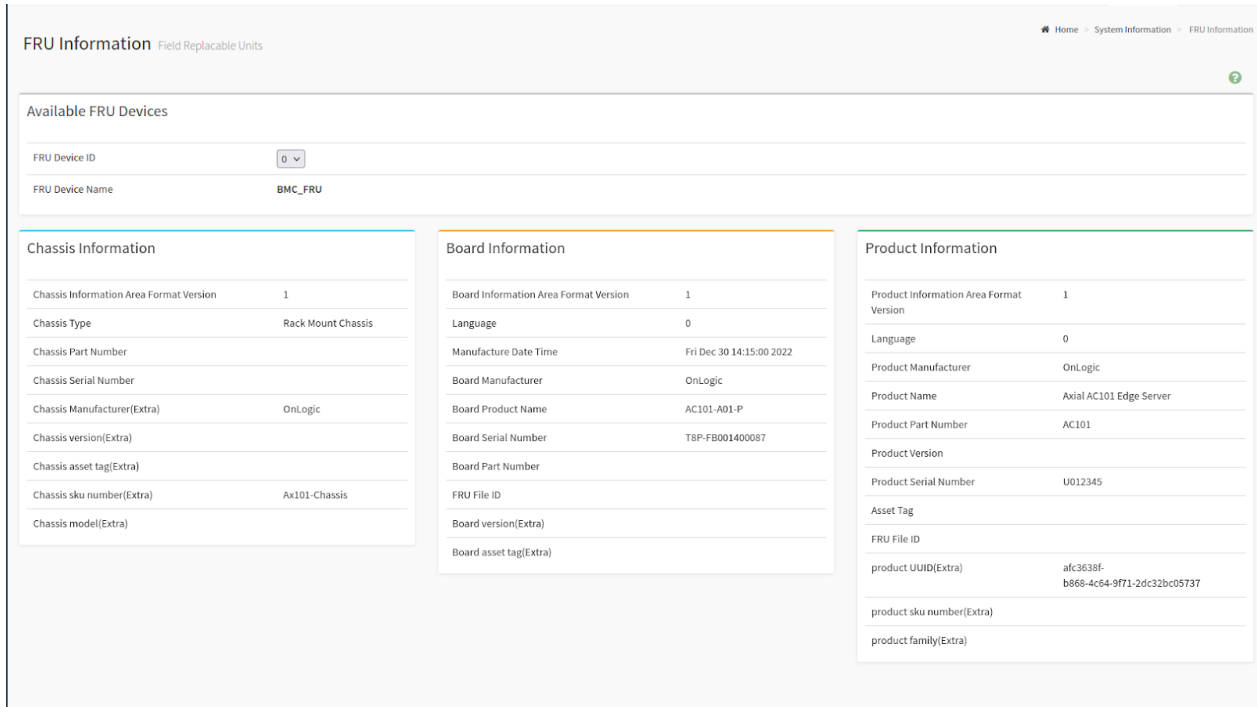 Home > System Information > FRU Information
FRU Information Field Replacable Units
Available FRU Devices
FRU Device ID 0
FRU Device Name BMC_FRU
Chassis Information
Chassis Information Area Format Version 1
Chassis Type Rack Mount Chassis
Chassis Part Number
Chassis Serial Number
Chassis Manufacturer(Extra) OnLogic
Chassis version(Extra)
Chassis asset tag(Extra)
Chassis sku number(Extra) Ax101-Chassis
Chassis model(Extra)
Board Information
Board Information Area Format Version 1
Language 0
Manufacture Date Time Fri Dec 30 14:15:00 2022
Board Manufacturer OnLogic
Board Product Name AC101-A01-P
Board Serial Number T8P-FB001400087
Board Part Number
FRU File ID
Board version(Extra)
Board asset tag(Extra)
Product Information
Product Information Area Format 1
Version
Language 0
Product Manufacturer OnLogic
Product Name Axial AC101 Edge Server
Product Part Number AC101
Product Version
Product Serial Number U012345
Asset Tag
FRU File ID
product UUID(Extra) afc3638f-
b868-4c64-9f71-2dc32bc05737
product sku number(Extra)
product family(Extra)